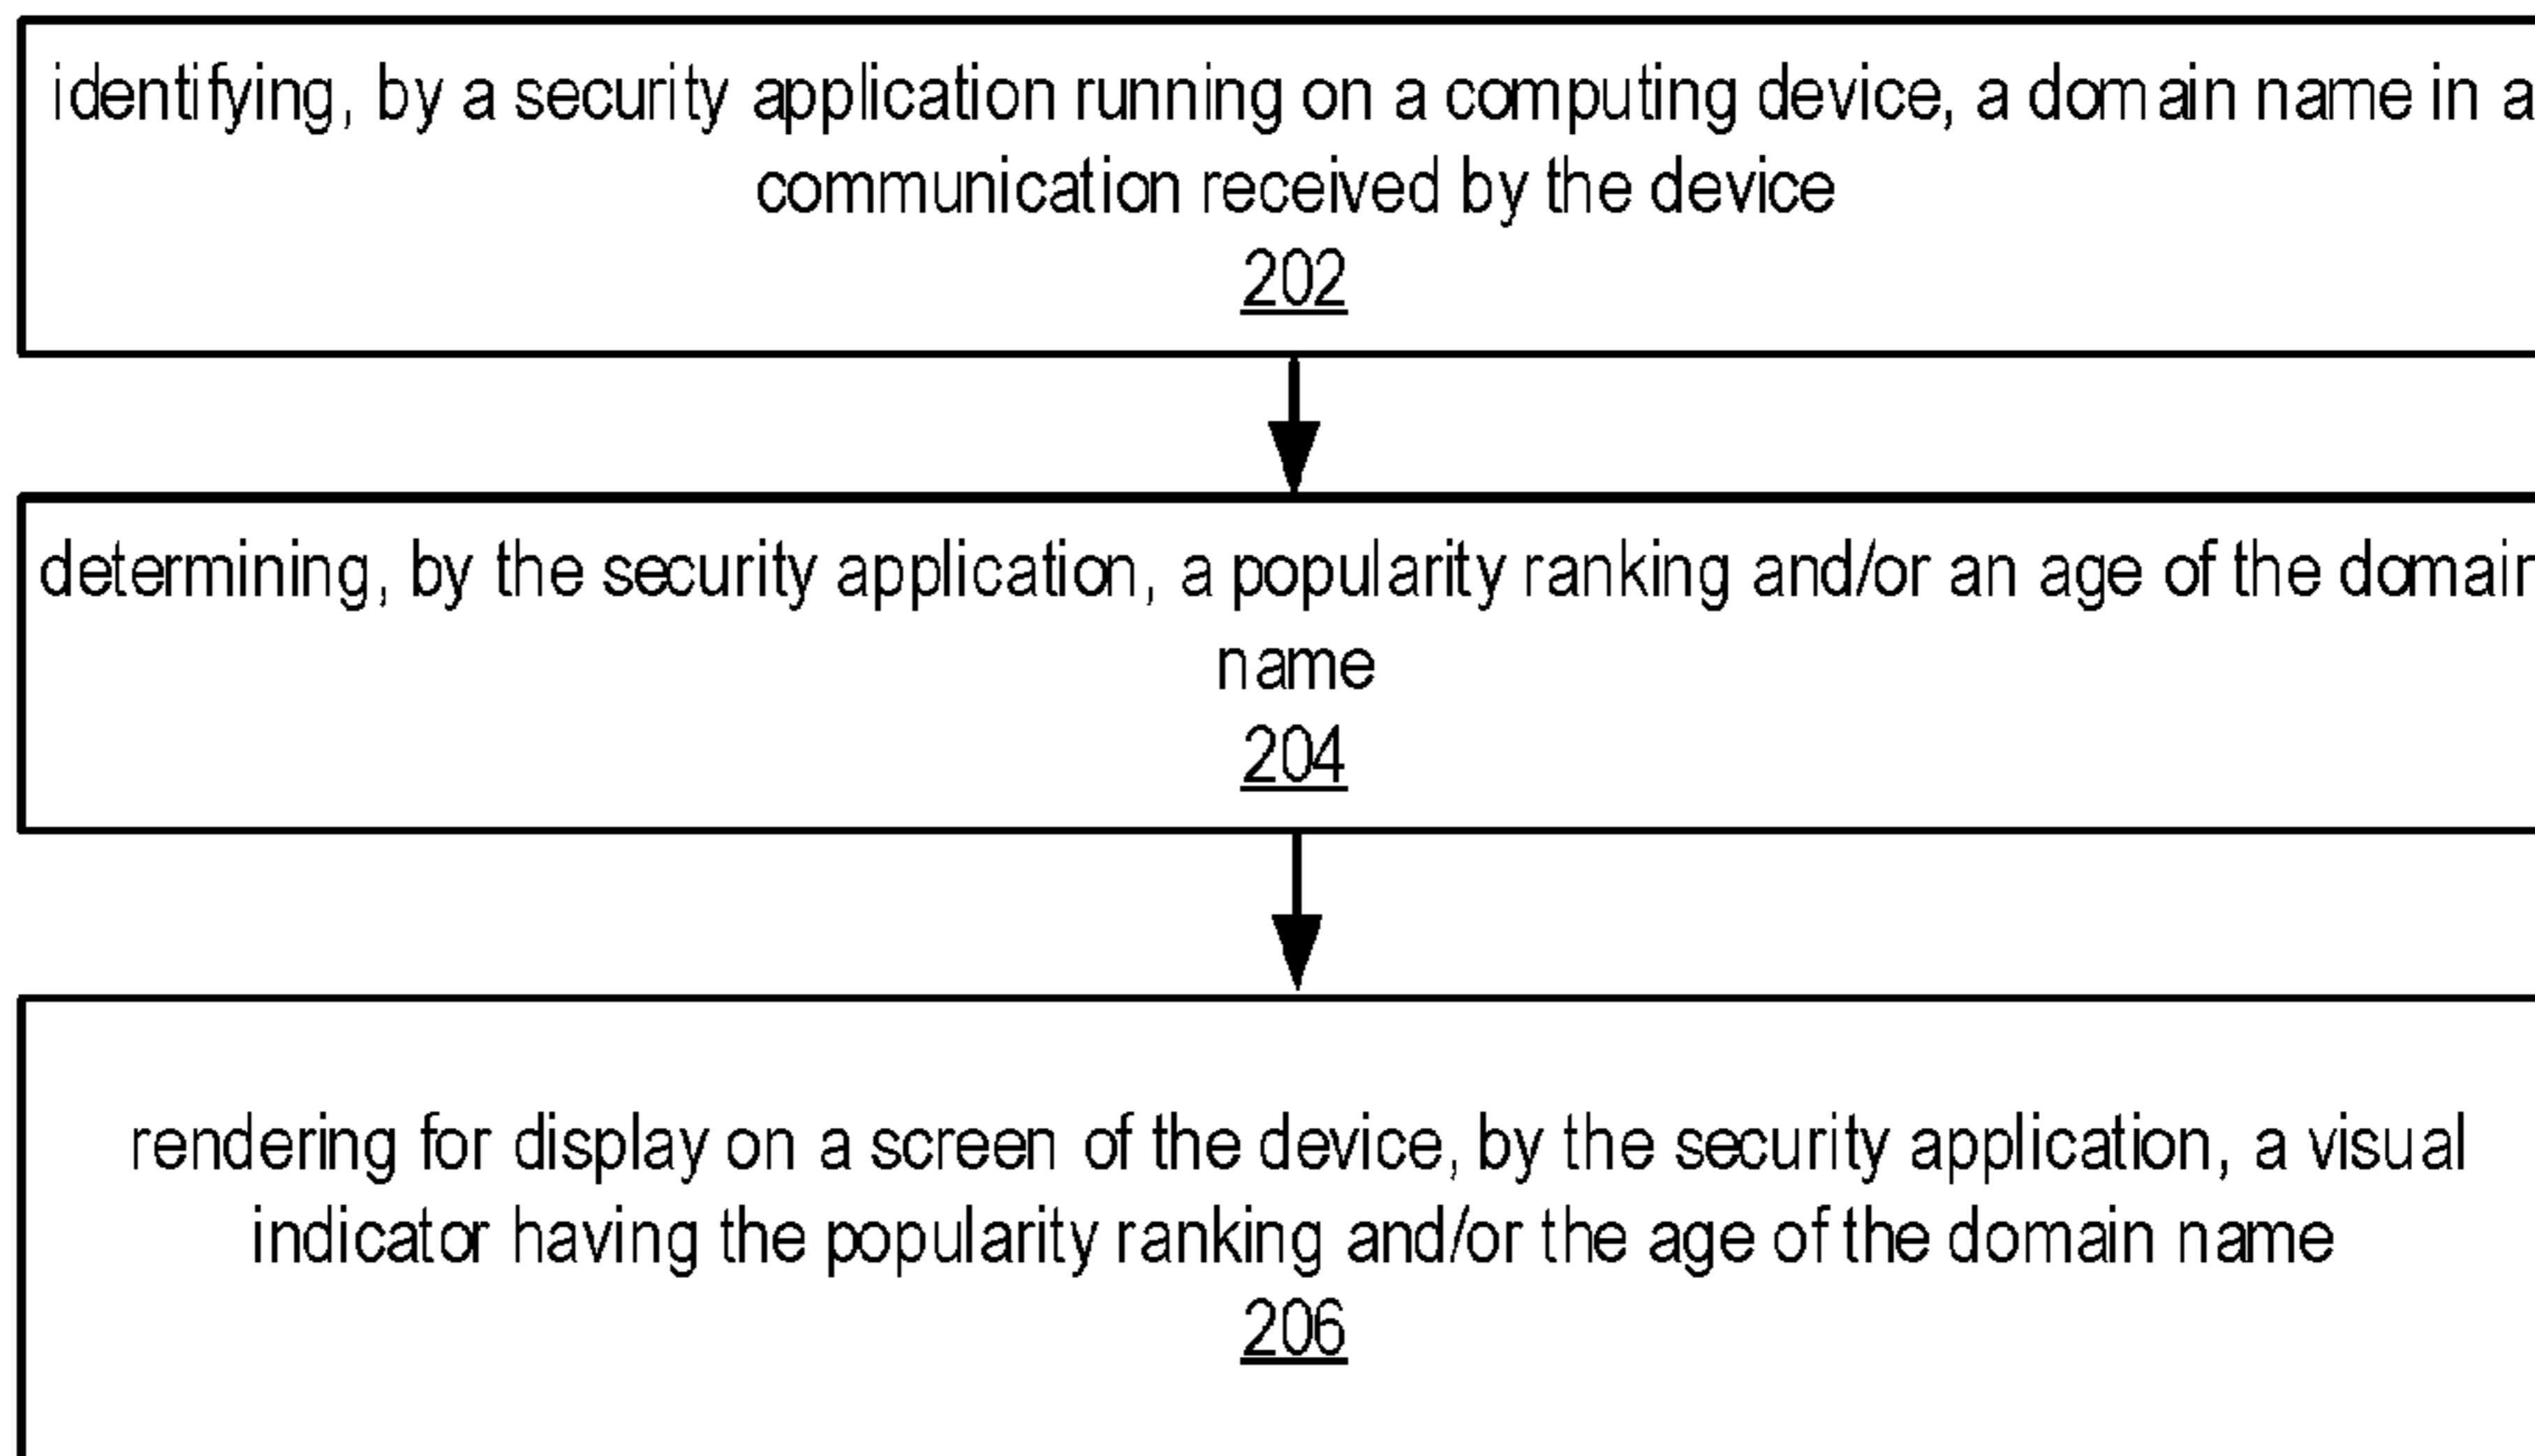 identifying, by a security application running on a computing device, a domain name in a
communication received by the device
202
determining, by the security application, a popularity ranking and/or an age of the domain
name
204
rendering for display on a screen of the device, by the security application, a visual
indicator having the popularity ranking and/or the age of the domain name
206